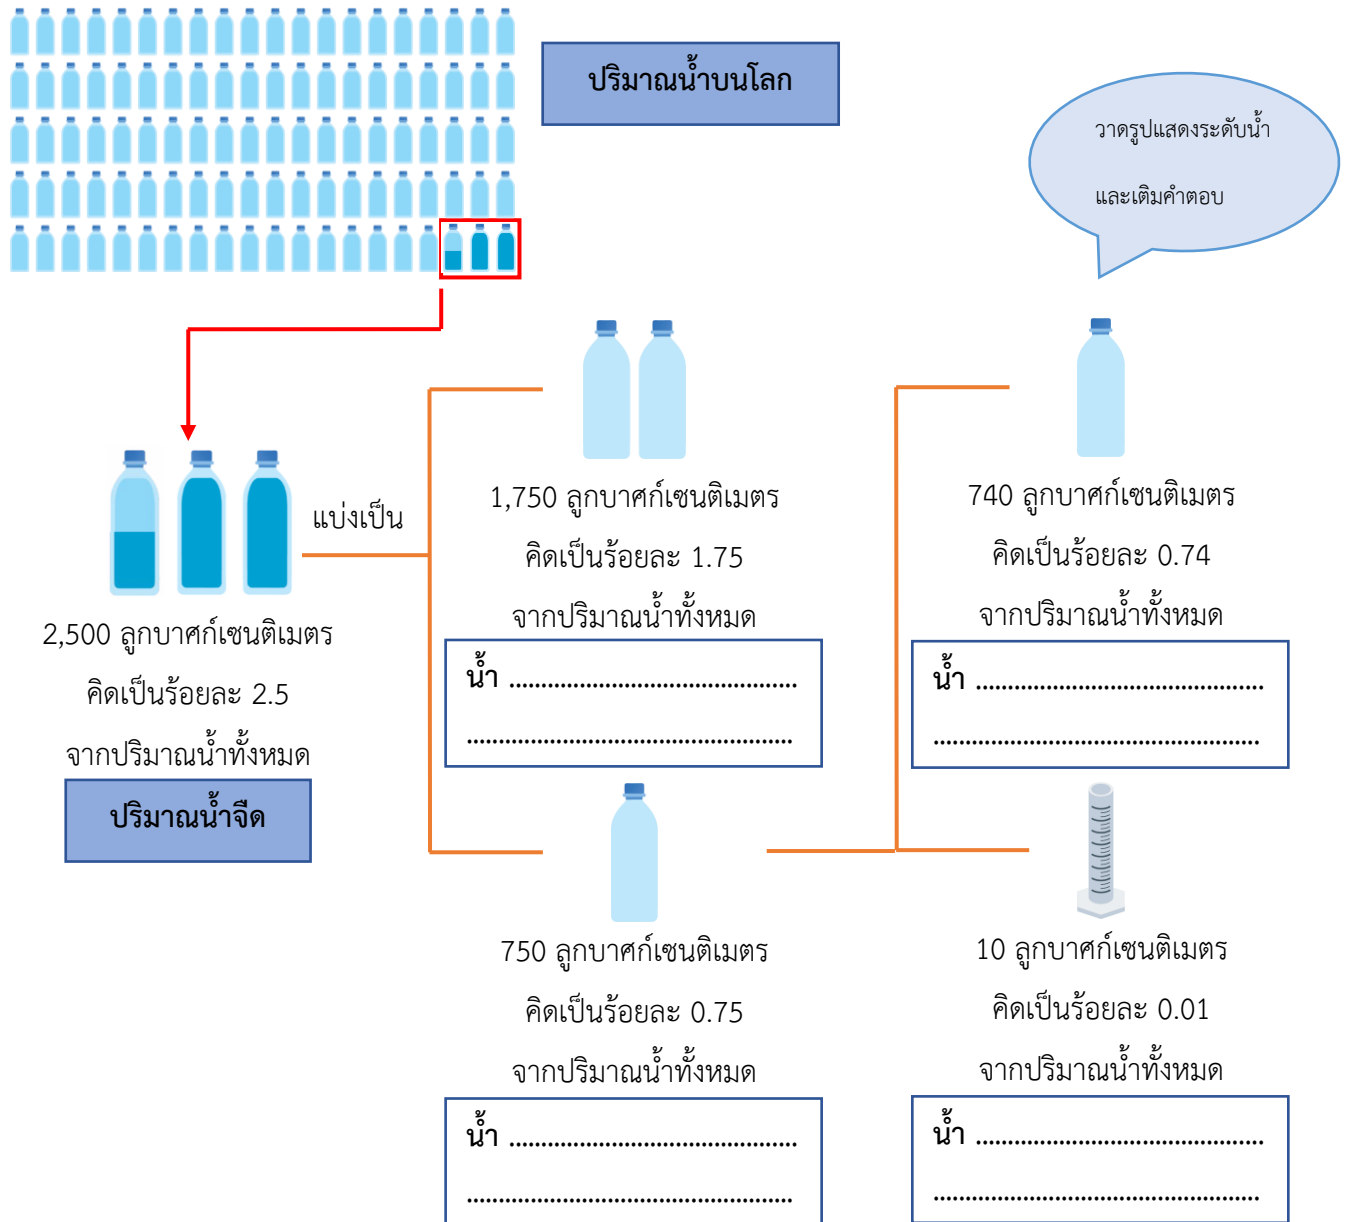 ปริมาณน้ำบนโลก
วาดรูปแสดงระดับน้ำ
และเติมคำตอบ
แบ่งเป็น
2,500 ลูกบาศก์เซนติเมตร
คิดเป็นร้อยละ 2.5
จากปริมาณน้ำทั้งหมด
ปริมาณน้ำจืด
1,750 ลูกบาศก์เซนติเมตร
คิดเป็นร้อยละ 1.75
จากปริมาณน้ำทั้งหมด
น้ำ .............................................
...................................................
740 ลูกบาศก์เซนติเมตร
คิดเป็นร้อยละ 0.74
จากปริมาณน้ำทั้งหมด
น้ำ .............................................
...................................................
750 ลูกบาศก์เซนติเมตร
คิดเป็นร้อยละ 0.75
จากปริมาณน้ำทั้งหมด
น้ำ .............................................
...................................................
10 ลูกบาศก์เซนติเมตร
คิดเป็นร้อยละ 0.01
จากปริมาณน้ำทั้งหมด
น้ำ .............................................
...................................................